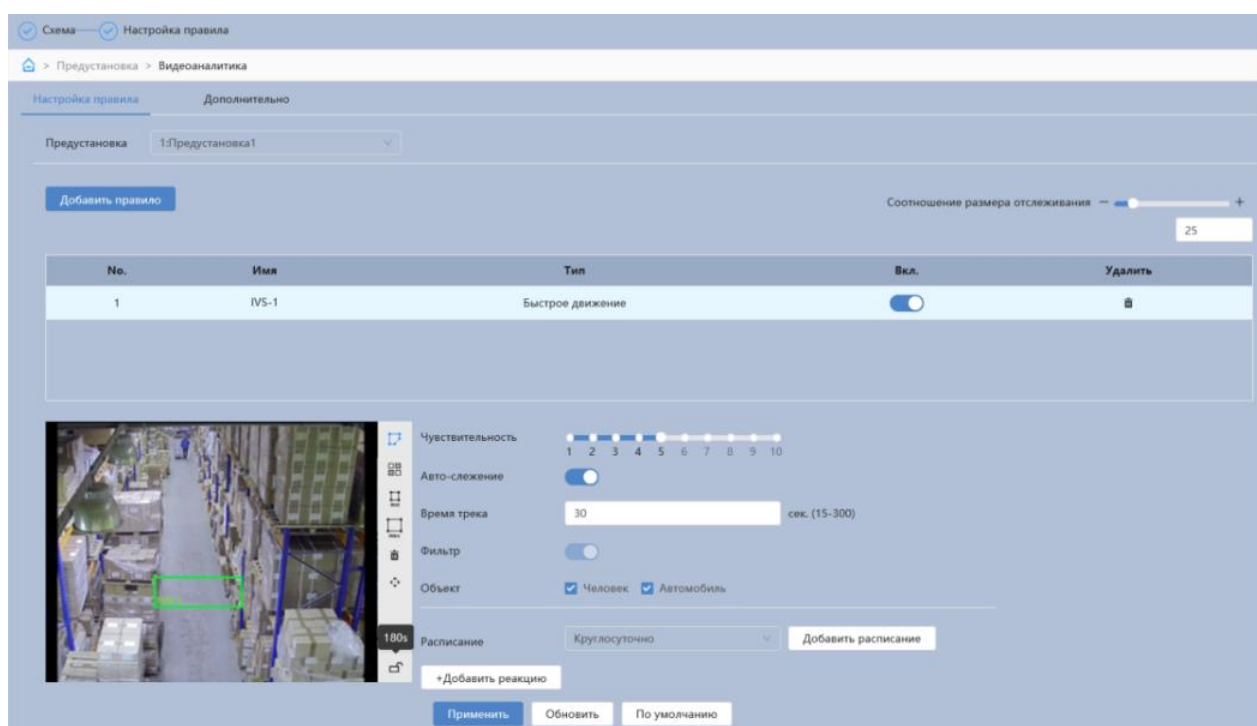 Схема Настройка правила
> Предустановка > Видеоаналитика
Настройка правила Дополнительно
Предустановка 1:Предустановка1
Добавить правило Соотношение размера отслеживания − +
25
No. Имя Тип Вкл. Удалить
1 IVS-1 Быстрое движение
Чувствительность
1 2 3 4 5 6 7 8 9 10
Авто-слежение
Время трека 30 сек. (15-300)
Фильтр
Объект Человек Автомобиль
180s
Расписание Круглосуточно Добавить расписание
+Добавить реакцию
Применить Обновить По умолчанию